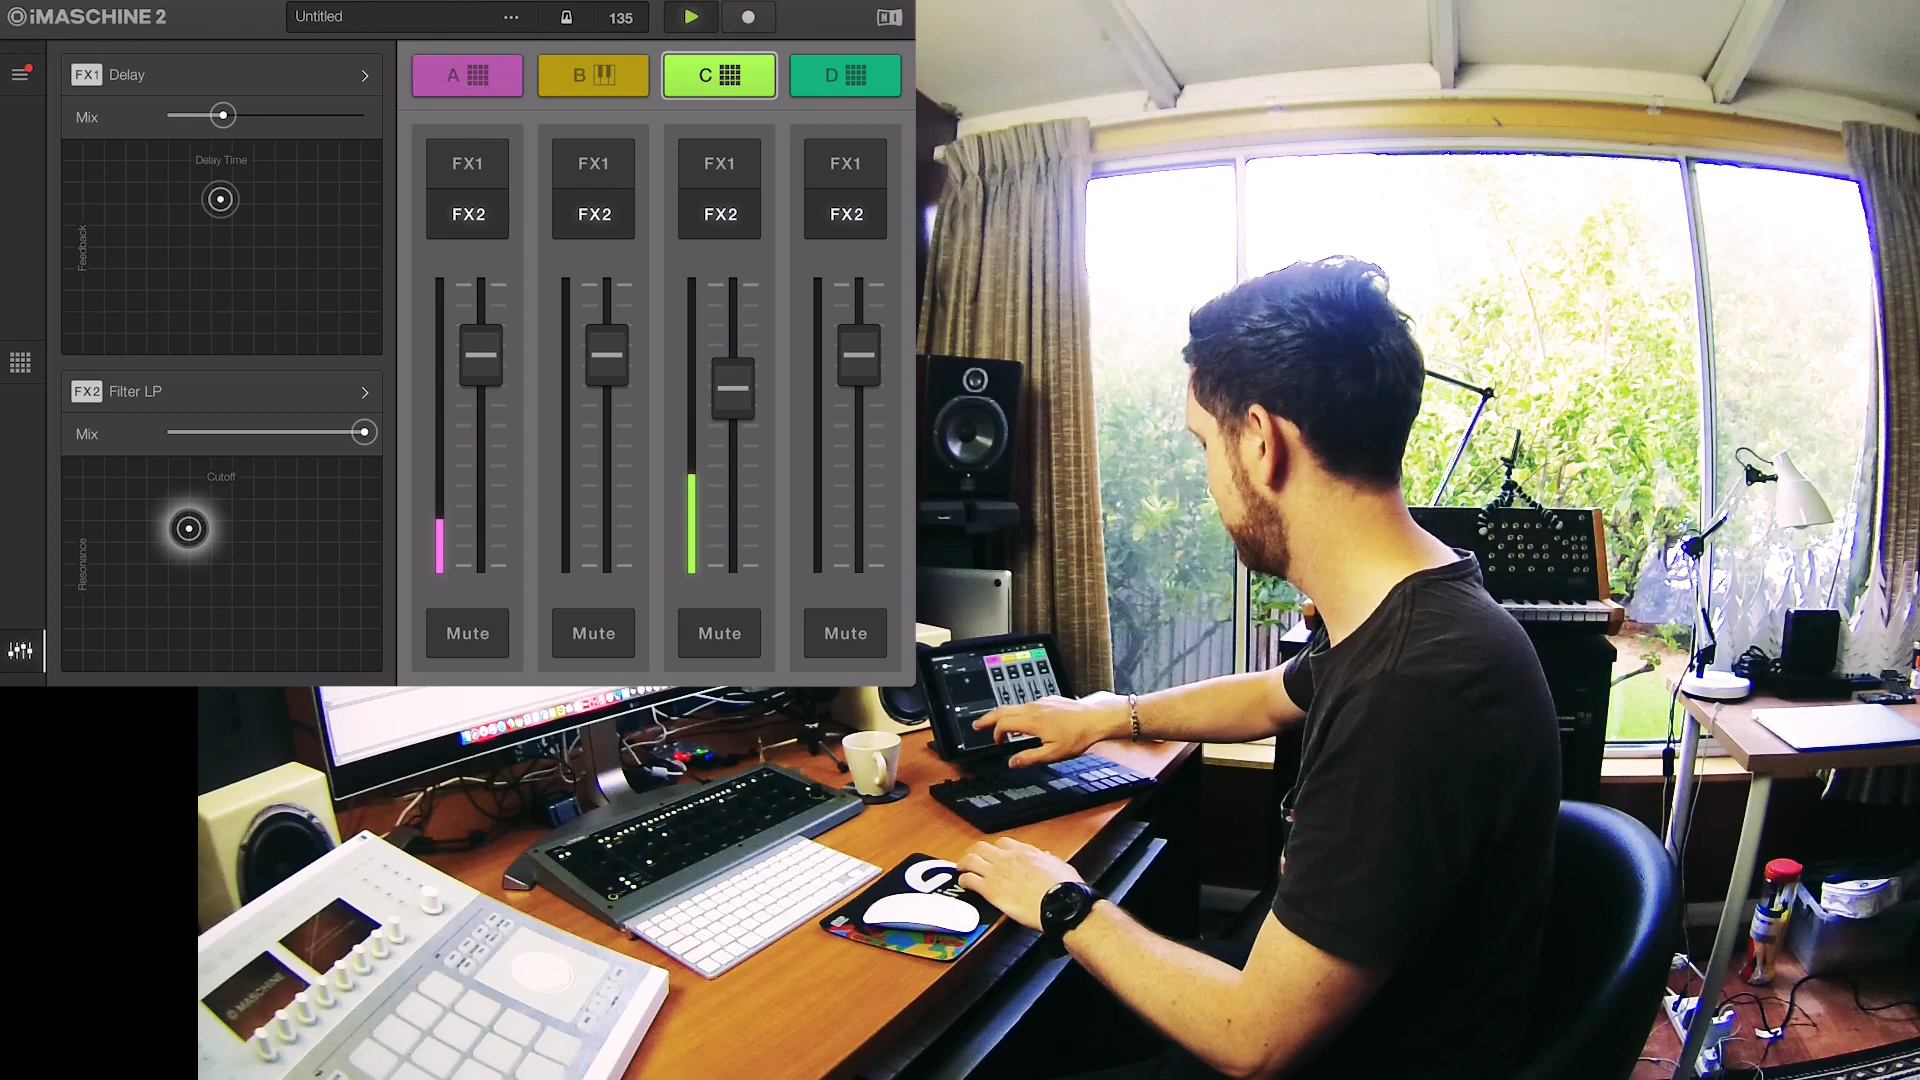 iMASCHINE 2
Untitled
...
135
FX1 Delay
Mix
Delay Time
Feedback
FX2 Filter LP
Mix
Cutoff
Resonance
A
B
C
D
FX1
FX1
FX1
FX1
FX2
FX2
FX2
FX2
Mute
Mute
Mute
Mute
MASCHINE
G